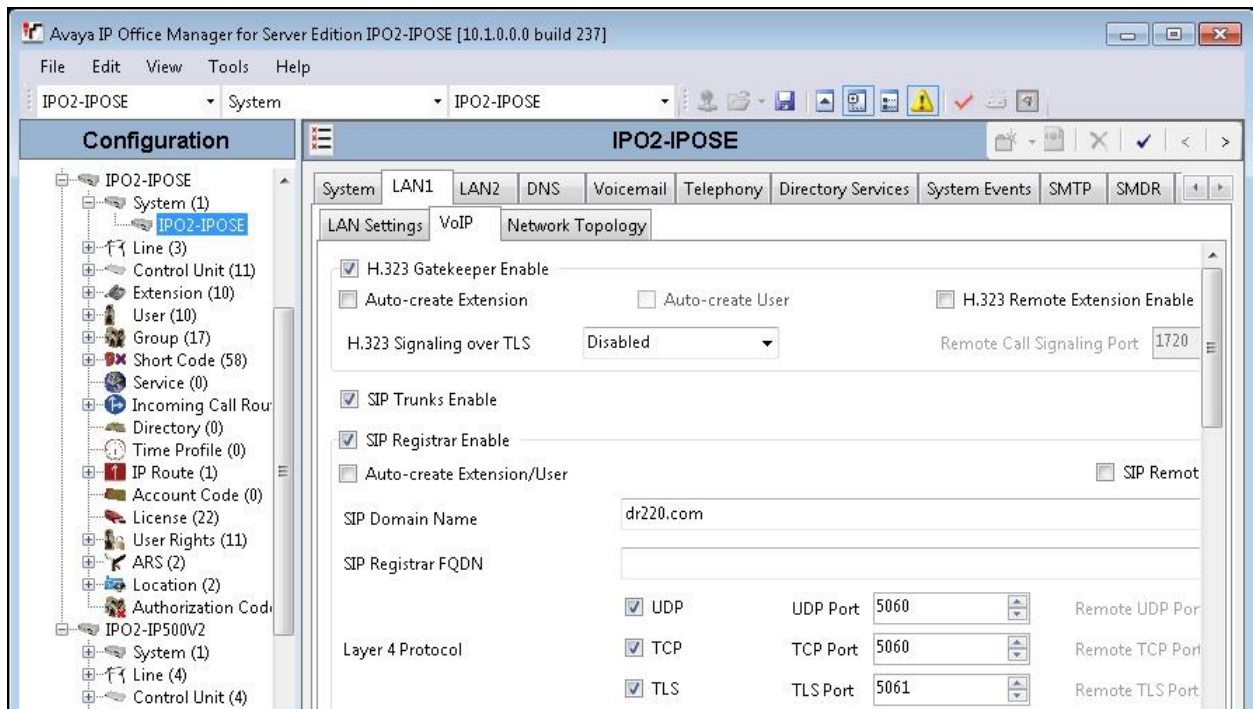 Avaya IP Office Manager for Server Edition IPO2-IPOSE [10.1.0.0.0 build 237]
File Edit View Tools Help
IPO2-IPOSE System IPO2-IPOSE
Configuration
IPO2-IPOSE
System (1)
IPO2-IPOSE
Line (3)
Control Unit (11)
Extension (10)
User (10)
Group (17)
Short Code (58)
Service (0)
Incoming Call Rou
Directory (0)
Time Profile (0)
IP Route (1)
Account Code (0)
License (22)
User Rights (11)
ARS (2)
Location (2)
Authorization Cod
IPO2-IP500V2
System (1)
Line (4)
Control Unit (4)
IPO2-IPOSE
System LAN1 LAN2 DNS Voicemail Telephony Directory Services System Events SMTP SMDR
LAN Settings VoIP Network Topology
H.323 Gatekeeper Enable
Auto-create Extension Auto-create User H.323 Remote Extension Enable
H.323 Signaling over TLS Disabled Remote Call Signaling Port 1720
SIP Trunks Enable
SIP Registrar Enable
Auto-create Extension/User SIP Remot
SIP Domain Name dr220.com
SIP Registrar FQDN
UDP UDP Port 5060 Remote UDP Por
Layer 4 Protocol TCP TCP Port 5060 Remote TCP Port
TLS TLS Port 5061 Remote TLS Port